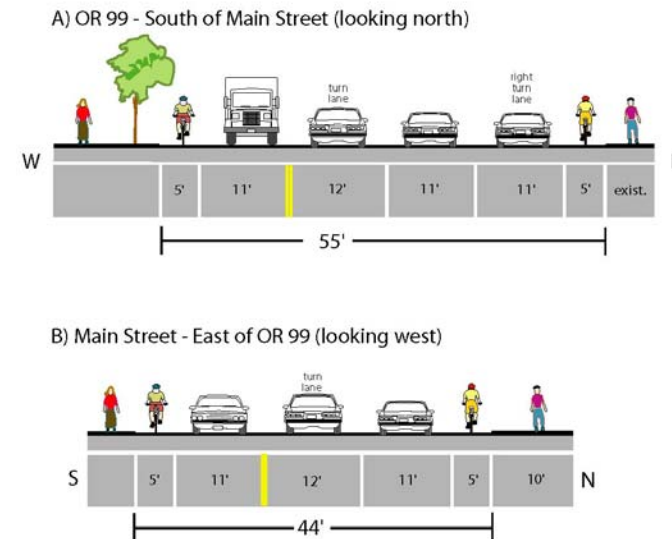 A) OR 99 - South of Main Street (looking north)
turn
lane
right
turn
lane
W
5'
11'
12'
11'
11'
5'
exist.
55'
B) Main Street - East of OR 99 (looking west)
turn
lane
S
5'
11'
12'
11'
5'
10'
N
44'